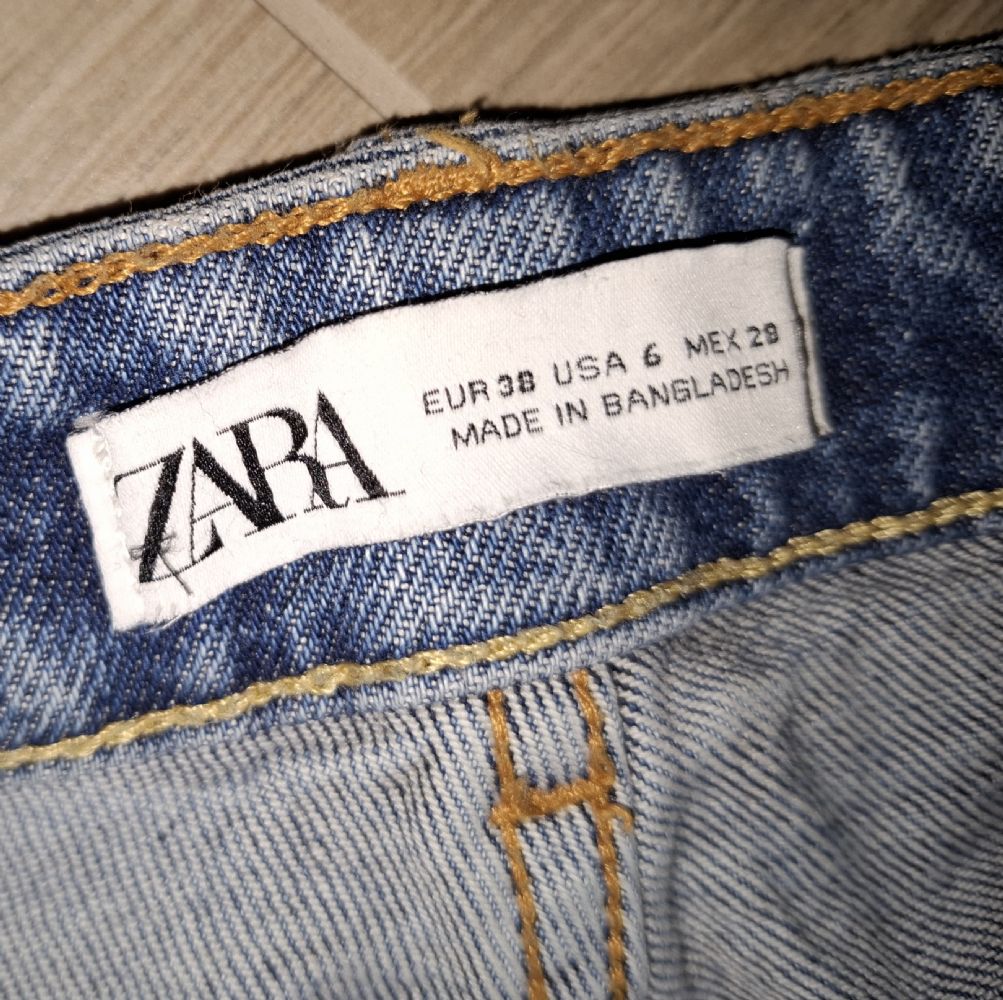 ZARA
EUR 38 USA 6 MEX 28
MADE IN BANGLADESH